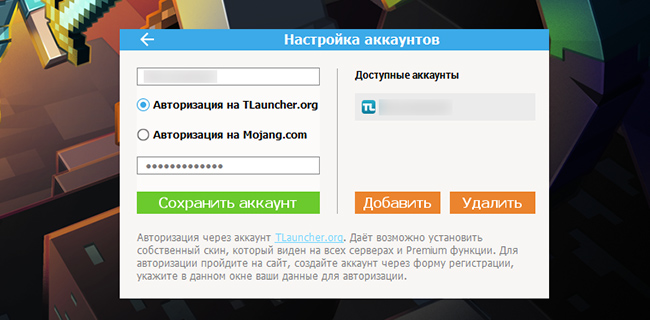 Настройка аккаунтов
Авторизация на TLauncher.org
Авторизация на Mojang.com
•••••••••••••
Сохранить аккаунт
Доступные аккаунты
TL
Добавить
Удалить
Авторизация через аккаунт TLauncher.org. Даёт возможно установить
собственный скин, который виден на всех серверах и Premium функции. Для
авторизации пройдите на сайт, создайте аккаунт через форму регистрации,
укажите в данном окне ваши данные для авторизации.